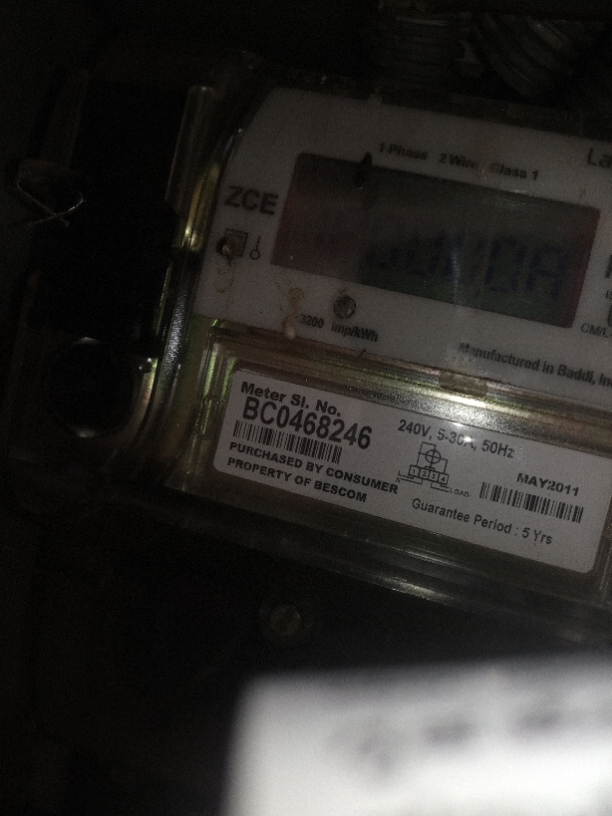 1 Phase 2 Wire Class 1
ZCE
3200 imp/kWh
Manufactured in Baddi,
Meter Sl. No.
BC0468246
PURCHASED BY CONSUMER
PROPERTY OF BESCOM
240V, 5-30A, 50Hz
MAY2011
Guarantee Period : 5 Yrs